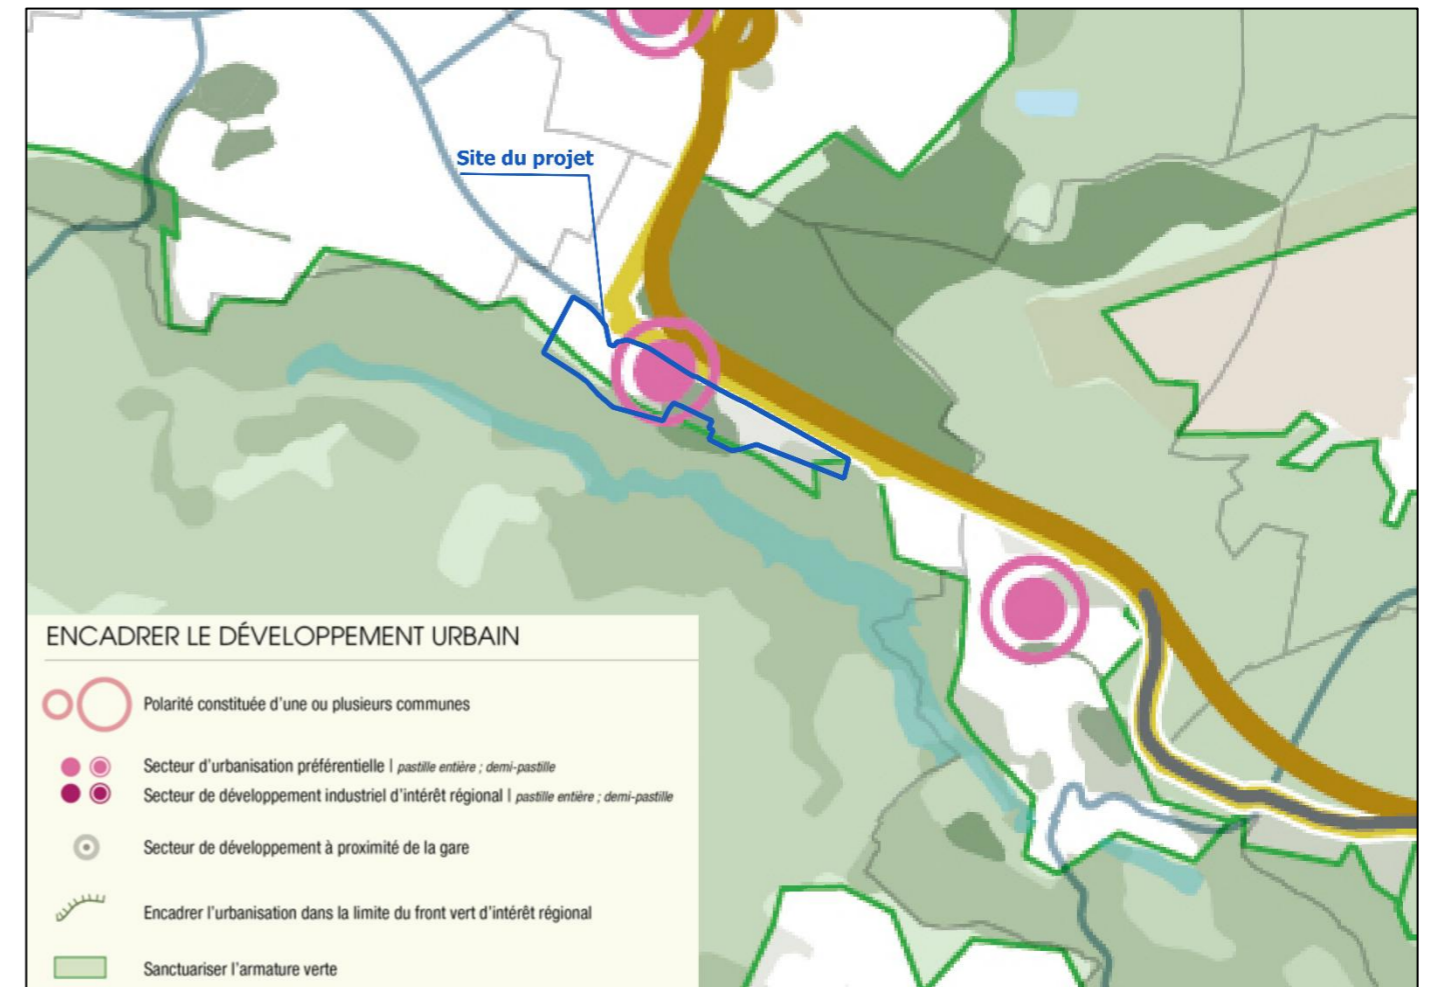 Site du projet
ENCADRER LE DÉVELOPPEMENT URBAIN
Polarité constituée d'une ou plusieurs communes
Secteur d'urbanisation préférentielle | pastille entière ; demi-pastille
Secteur de développement industriel d'intérêt régional | pastille entière ; demi-pastille
Secteur de développement à proximité de la gare
Encadrer l'urbanisation dans la limite du front vert d'intérêt régional
Sanctuariser l'armature verte